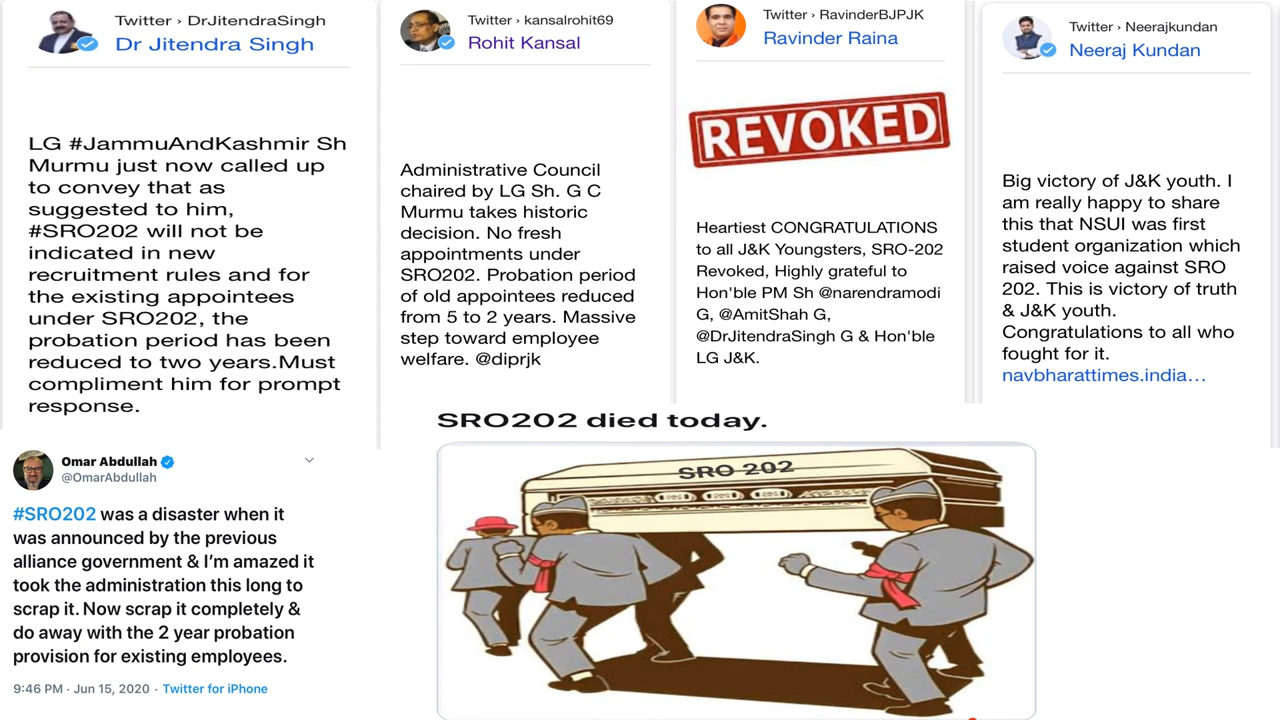 Twitter › DrJitendraSingh
Dr Jitendra Singh
LG #JammuAndKashmir Sh
Murmu just now called up
to convey that as
suggested to him,
#SRO202 will not be
indicated in new
recruitment rules and for
the existing appointees
under SRO202, the
probation period has been
reduced to two years.Must
compliment him for prompt
response.
Twitter › kansalrohit69
Rohit Kansal
Administrative Council
chaired by LG Sh. G C
Murmu takes historic
decision. No fresh
appointments under
SRO202. Probation period
of old appointees reduced
from 5 to 2 years. Massive
step toward employee
welfare. @diprjk
Twitter › RavinderBJPJK
Ravinder Raina
REVOKED
Heartiest CONGRATULATIONS
to all J&K Youngsters, SRO-202
Revoked, Highly grateful to
Hon'ble PM Sh @narendramodi
G, @AmitShah G,
@DrJitendraSingh G & Hon'ble
LG J&K.
Twitter › Neerajkundan
Neeraj Kundan
Big victory of J&K youth. I
am really happy to share
this that NSUI was first
student organization which
raised voice against SRO
202. This is victory of truth
& J&K youth.
Congratulations to all who
fought for it.
navbharattimes.india…
Omar Abdullah
@OmarAbdullah
#SRO202 was a disaster when it
was announced by the previous
alliance government & I'm amazed it
took the administration this long to
scrap it. Now scrap it completely &
do away with the 2 year probation
provision for existing employees.
9:46 PM · Jun 15, 2020 · Twitter for iPhone
SRO202 died today.
SRO 202